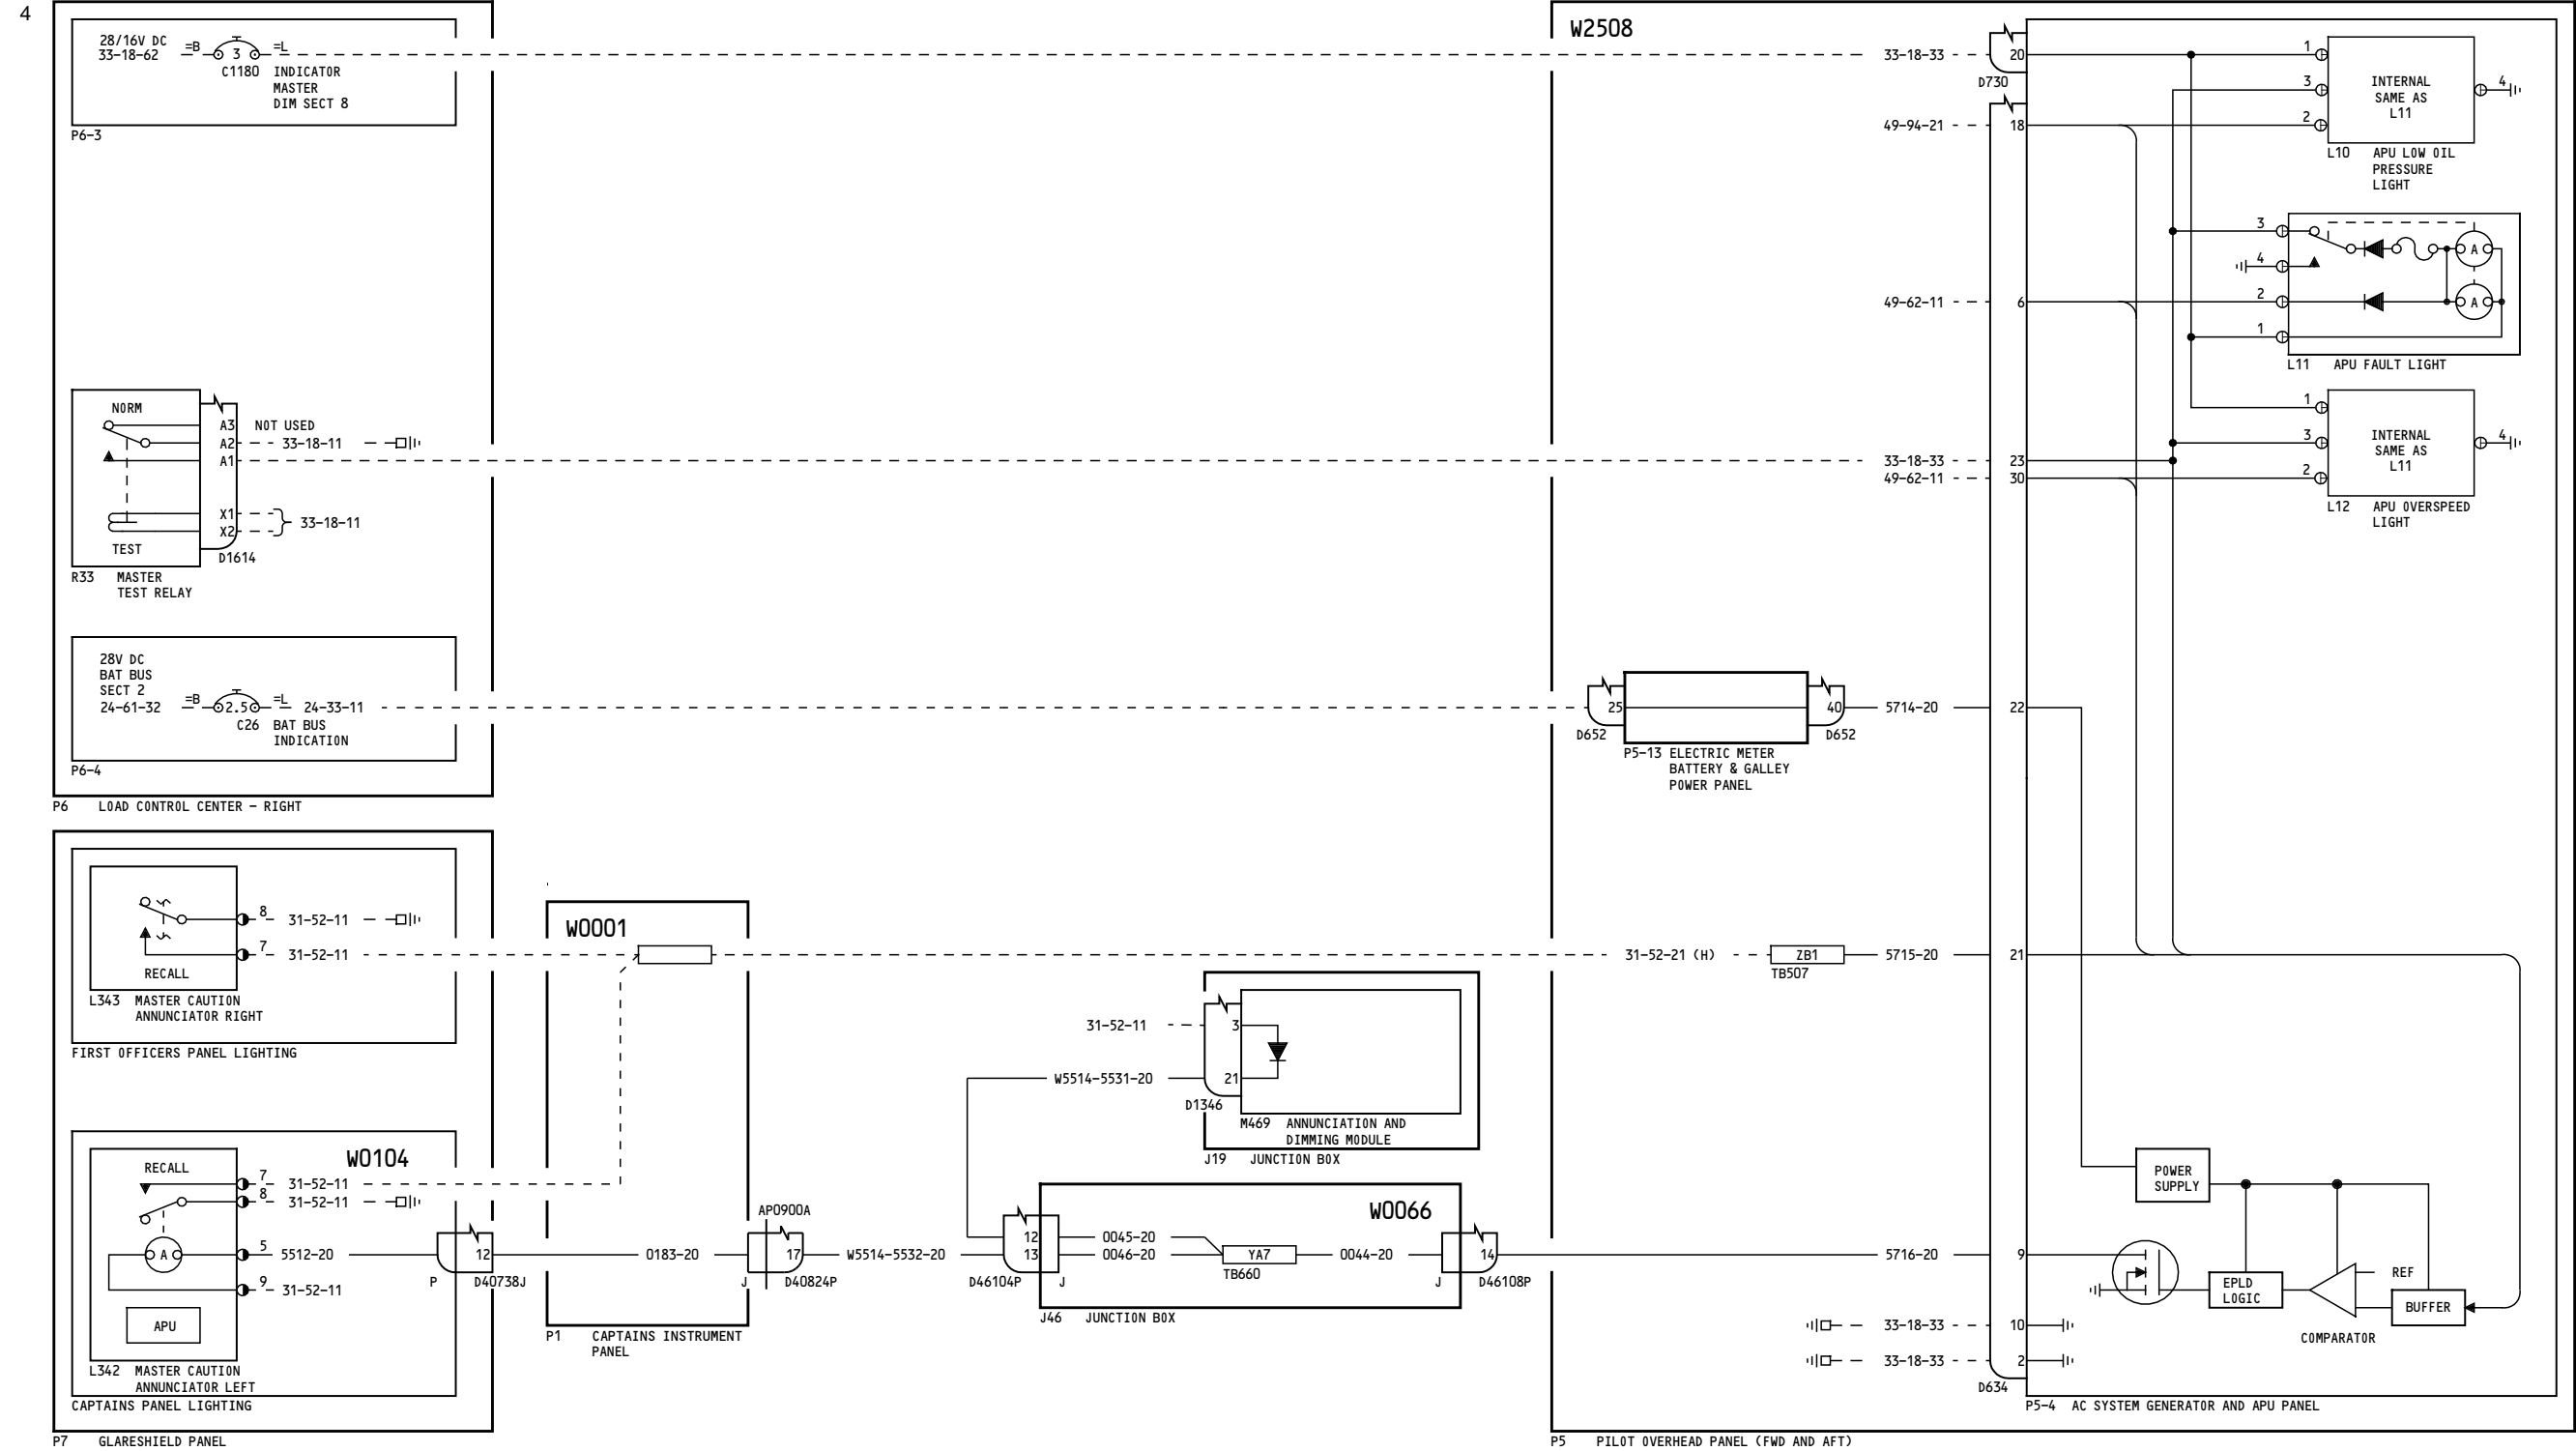 4
28/16V DC
33-18-62
=B
3
=L
C1180
INDICATOR
MASTER
DIM SECT 8
P6-3
NORM
A3
NOT USED
A2
33-18-11
A1
X1
X2
33-18-11
TEST
D1614
R33
MASTER
TEST RELAY
28V DC
BAT BUS
SECT 2
24-61-32
=B
2.5
=L
24-33-11
C26
BAT BUS
INDICATION
P6-4
P6
LOAD CONTROL CENTER - RIGHT
8
31-52-11
7
31-52-11
RECALL
L343
MASTER CAUTION
ANNUNCIATOR RIGHT
FIRST OFFICERS PANEL LIGHTING
W0104
RECALL
7
31-52-11
8
31-52-11
A
5
5512-20
9
31-52-11
APU
L342
MASTER CAUTION
ANNUNCIATOR LEFT
CAPTAINS PANEL LIGHTING
P7
GLARESHIELD PANEL
12
P
D40738J
W0001
0183-20
P1
CAPTAINS INSTRUMENT
PANEL
AP0900A
17
J
D40824P
W5514-5532-20
W5514-5531-20
31-52-11
3
21
D1346
M469
ANNUNCIATION AND
DIMMING MODULE
J19
JUNCTION BOX
W0066
12
13
D46104P
J
0045-20
0046-20
YA7
TB660
0044-20
14
J
D46108P
J46
JUNCTION BOX
W2508
33-18-33
20
D730
49-94-21
18
49-62-11
6
33-18-33
23
49-62-11
30
25
D652
40
D652
P5-13
ELECTRIC METER
BATTERY & GALLEY
POWER PANEL
5714-20
22
31-52-21 (H)
ZB1
TB507
5715-20
21
5716-20
9
33-18-33
10
33-18-33
2
D634
1
3
2
INTERNAL
SAME AS
L11
4
L10
APU LOW OIL
PRESSURE
LIGHT
3
4
2
1
A
A
L11
APU FAULT LIGHT
1
3
2
INTERNAL
SAME AS
L11
4
L12
APU OVERSPEED
LIGHT
POWER
SUPPLY
EPLD
LOGIC
REF
BUFFER
COMPARATOR
P5-4
AC SYSTEM GENERATOR AND APU PANEL
P5
PILOT OVERHEAD PANEL (FWD AND AFT)